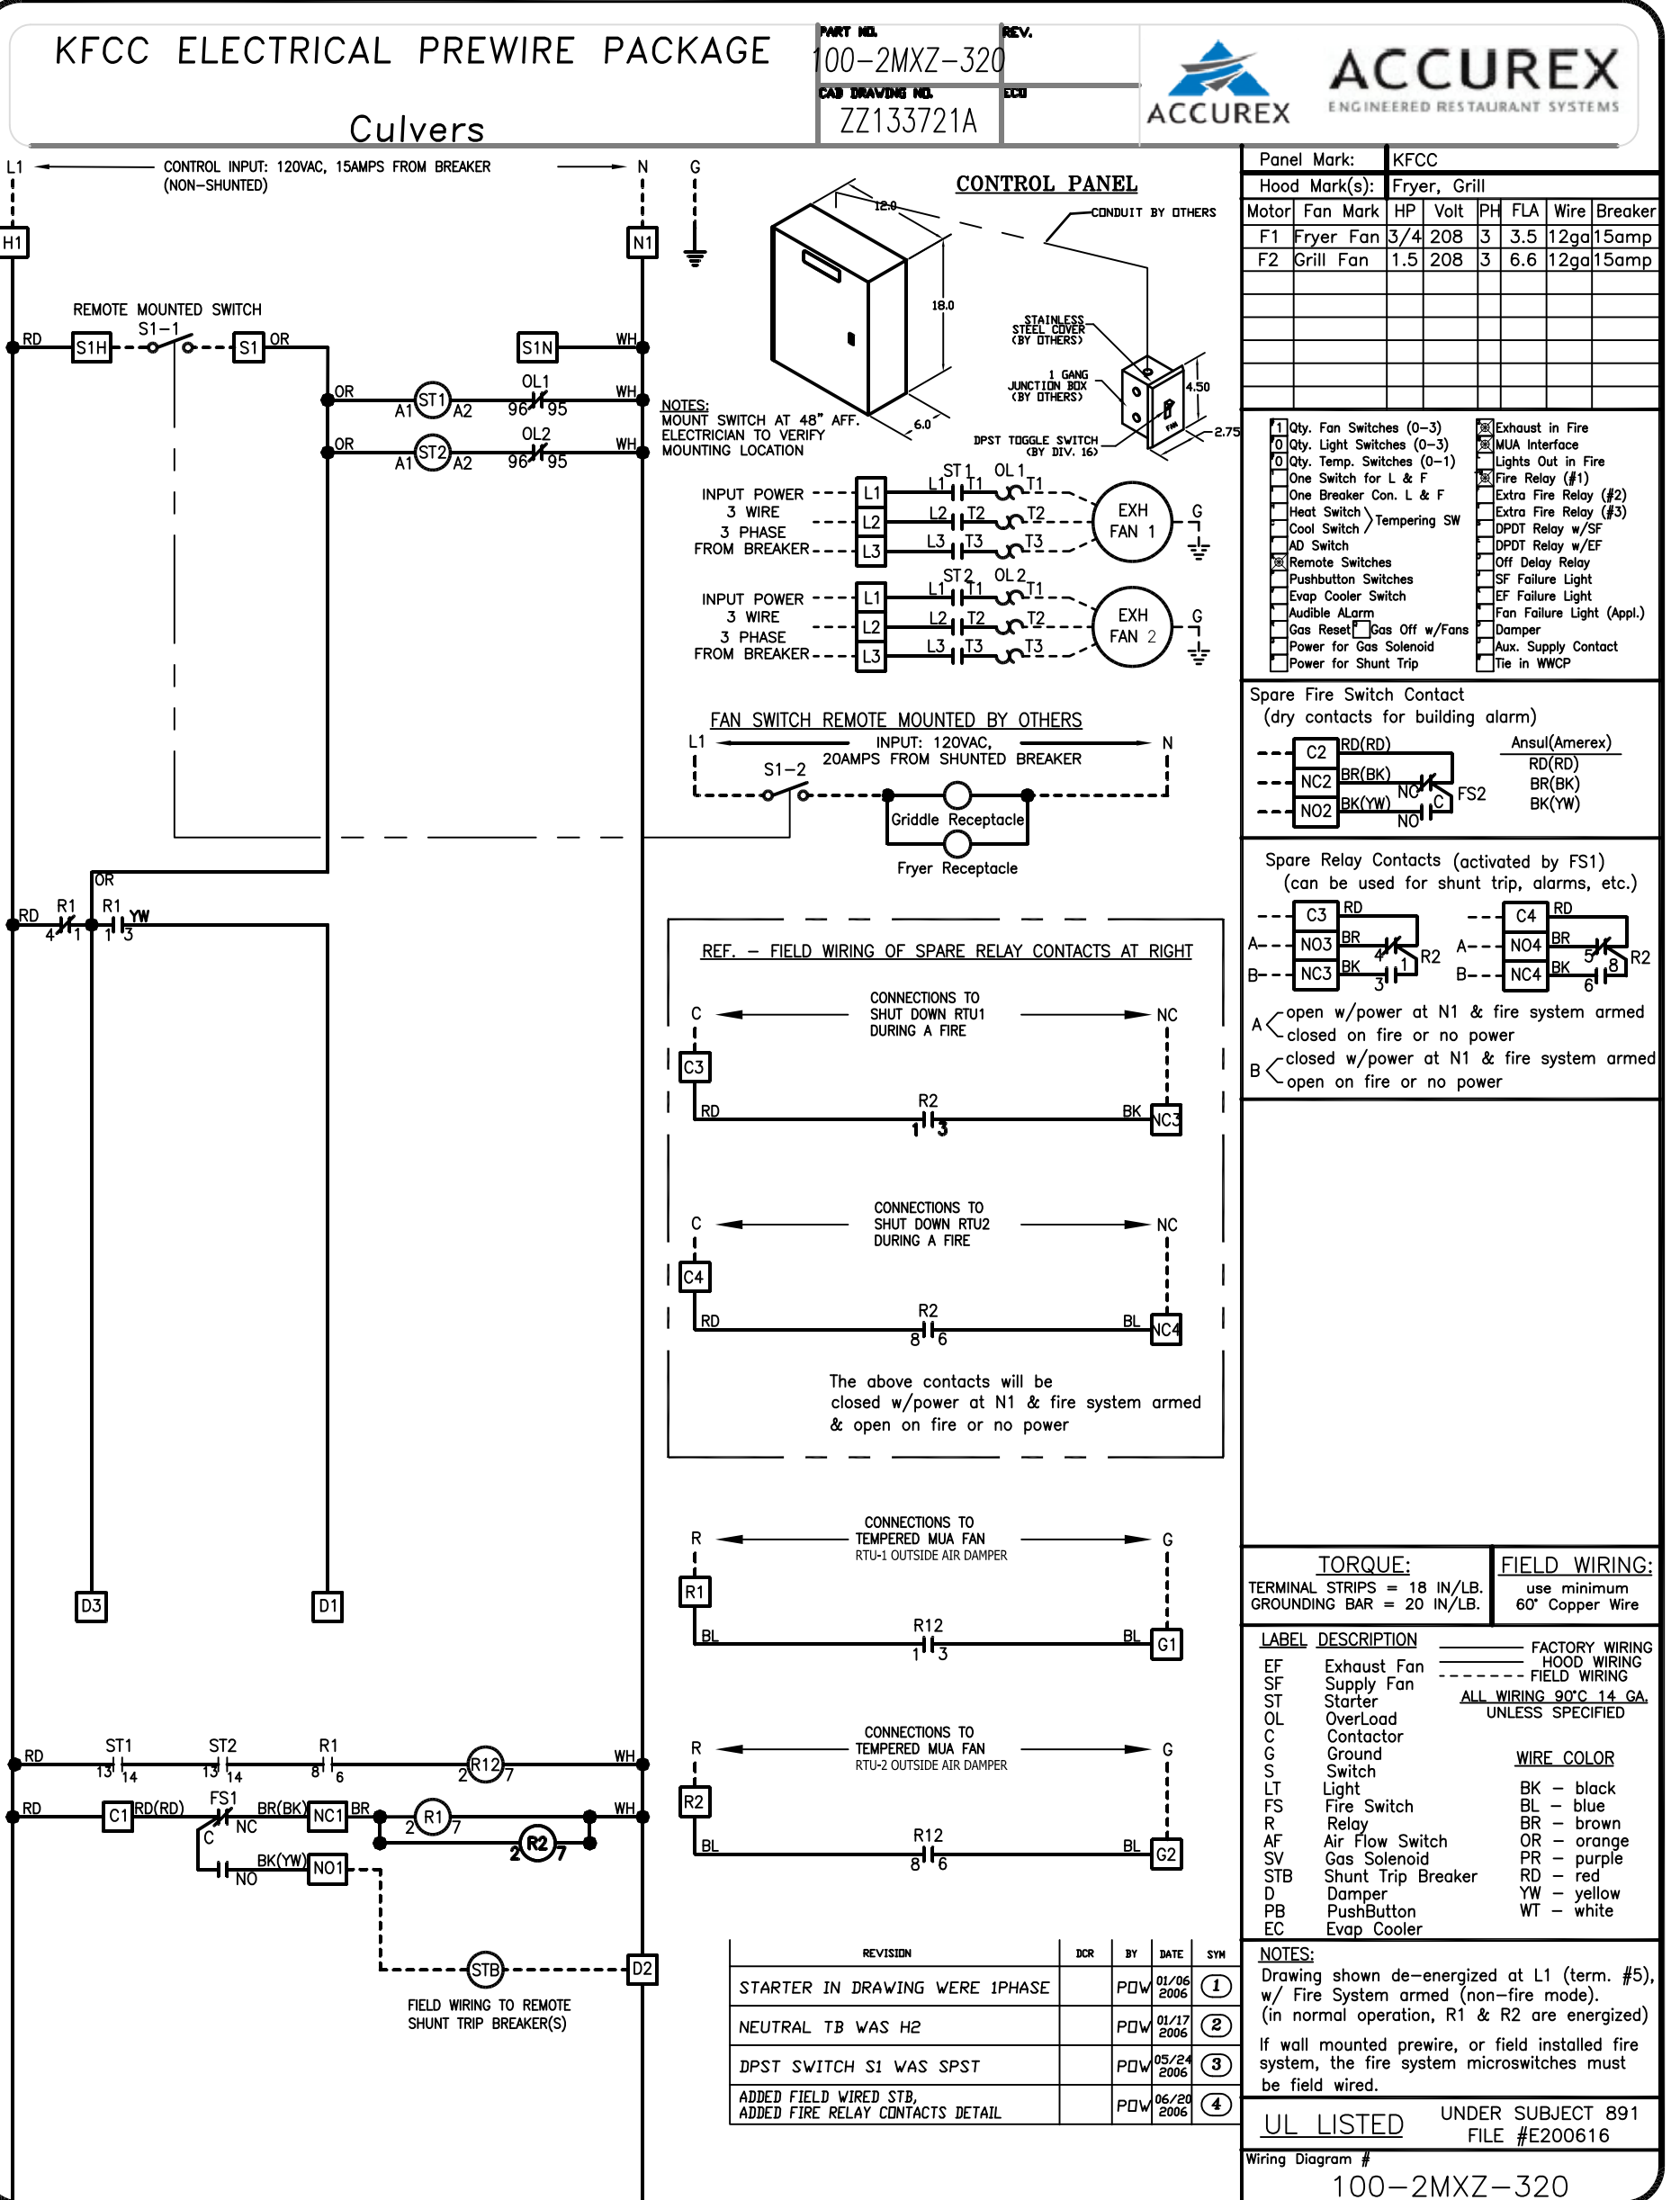 KFCC ELECTRICAL PREWIRE PACKAGE
Culvers
PART NO.
100-2MXZ-320
REV.
CAD DRAWING NO.
ZZ133721A
ECO
ACCUREX
ACCUREX
ENGINEERED RESTAURANT SYSTEMS
L1
CONTROL INPUT: 120VAC, 15AMPS FROM BREAKER
(NON-SHUNTED)
N
G
H1
N1
REMOTE MOUNTED SWITCH
S1-1
RD
S1H
S1
OR
S1N
WH
OR
A1
ST1
A2
OL1
96
95
WH
OR
A1
ST2
A2
OL2
96
95
WH
CONTROL PANEL
12.0
CONDUIT BY OTHERS
18.0
STAINLESS
STEEL COVER
(BY OTHERS)
1 GANG
JUNCTION BOX
(BY OTHERS)
4.50
FAN
6.0
2.75
DPST TOGGLE SWITCH
(BY DIV. 16)
NOTES:
MOUNT SWITCH AT 48" AFF.
ELECTRICIAN TO VERIFY
MOUNTING LOCATION
INPUT POWER
3 WIRE
3 PHASE
FROM BREAKER
L1
L2
L3
ST1
OL1
L1 T1 T1
L2 T2 T2
L3 T3 T3
EXH
FAN 1
G
INPUT POWER
3 WIRE
3 PHASE
FROM BREAKER
L1
L2
L3
ST2
OL2
L1 T1 T1
L2 T2 T2
L3 T3 T3
EXH
FAN 2
G
FAN SWITCH REMOTE MOUNTED BY OTHERS
L1
INPUT: 120VAC,
20AMPS FROM SHUNTED BREAKER
N
S1-2
Griddle Receptacle
Fryer Receptacle
OR
RD
R1
4
1
R1
1
3
YW
D3
D1
REF. - FIELD WIRING OF SPARE RELAY CONTACTS AT RIGHT
C
CONNECTIONS TO
SHUT DOWN RTU1
DURING A FIRE
NC
C3
RD
R2
1
3
BK
NC3
C
CONNECTIONS TO
SHUT DOWN RTU2
DURING A FIRE
NC
C4
RD
R2
8
6
BL
NC4
The above contacts will be
closed w/power at N1 & fire system armed
& open on fire or no power
R
CONNECTIONS TO
TEMPERED MUA FAN
RTU-1 OUTSIDE AIR DAMPER
G
R1
BL
R12
1
3
BL
G1
R
CONNECTIONS TO
TEMPERED MUA FAN
RTU-2 OUTSIDE AIR DAMPER
G
R2
BL
R12
8
6
BL
G2
RD
ST1
13
14
ST2
13
14
R1
8
6
2
R12
7
WH
RD
C1
RD(RD)
FS1
C
NC
BR(BK)
NC1
BR
2
R1
7
WH
2
R2
7
NO
BK(YW)
NO1
STB
D2
FIELD WIRING TO REMOTE
SHUNT TRIP BREAKER(S)
REVISION DCR BY DATE SYM
STARTER IN DRAWING WERE 1PHASE POW 01/06 2006 1
NEUTRAL TB WAS H2 POW 01/17 2006 2
DPST SWITCH S1 WAS SPST POW 05/24 2006 3
ADDED FIELD WIRED STB,
ADDED FIRE RELAY CONTACTS DETAIL POW 06/20 2006 4
Panel Mark: KFCC
Hood Mark(s): Fryer, Grill
Motor Fan Mark HP Volt PH FLA Wire Breaker
F1 Fryer Fan 3/4 208 3 3.5 12ga 15amp
F2 Grill Fan 1.5 208 3 6.6 12ga 15amp
1 Qty. Fan Switches (0-3)
0 Qty. Light Switches (0-3)
0 Qty. Temp. Switches (0-1)
One Switch for L & F
One Breaker Con. L & F
Heat Switch
Cool Switch
Tempering SW
AD Switch
Remote Switches
Pushbutton Switches
Evap Cooler Switch
Audible ALarm
Gas Reset Gas Off w/Fans
Power for Gas Solenoid
Power for Shunt Trip
Exhaust in Fire
MUA Interface
Lights Out in Fire
Fire Relay (#1)
Extra Fire Relay (#2)
Extra Fire Relay (#3)
DPDT Relay w/SF
DPDT Relay w/EF
Off Delay Relay
SF Failure Light
EF Failure Light
Fan Failure Light (Appl.)
Damper
Aux. Supply Contact
Tie in WWCP
Spare Fire Switch Contact
(dry contacts for building alarm)
C2
RD(RD)
NC2
BR(BK)
NC
C
FS2
NO2
BK(YW)
NO
Ansul(Amerex)
RD(RD)
BR(BK)
BK(YW)
Spare Relay Contacts (activated by FS1)
(can be used for shunt trip, alarms, etc.)
C3
RD
A
NO3
BR
4
1
R2
B
NC3
BK
3
C4
RD
A
NO4
BR
5
8
R2
B
NC4
BK
6
A
open w/power at N1 & fire system armed
closed on fire or no power
B
closed w/power at N1 & fire system armed
open on fire or no power
TORQUE:
TERMINAL STRIPS = 18 IN/LB.
GROUNDING BAR = 20 IN/LB.
FIELD WIRING:
use minimum
60° Copper Wire
LABEL DESCRIPTION
EF Exhaust Fan
SF Supply Fan
ST Starter
OL OverLoad
C Contactor
G Ground
S Switch
LT Light
FS Fire Switch
R Relay
AF Air Flow Switch
SV Gas Solenoid
STB Shunt Trip Breaker
D Damper
PB PushButton
EC Evap Cooler
FACTORY WIRING
HOOD WIRING
FIELD WIRING
ALL WIRING 90°C 14 GA.
UNLESS SPECIFIED
WIRE COLOR
BK - black
BL - blue
BR - brown
OR - orange
PR - purple
RD - red
YW - yellow
WT - white
NOTES:
Drawing shown de-energized at L1 (term. #5),
w/ Fire System armed (non-fire mode).
(in normal operation, R1 & R2 are energized)
If wall mounted prewire, or field installed fire
system, the fire system microswitches must
be field wired.
UL LISTED
UNDER SUBJECT 891
FILE #E200616
Wiring Diagram #
100-2MXZ-320